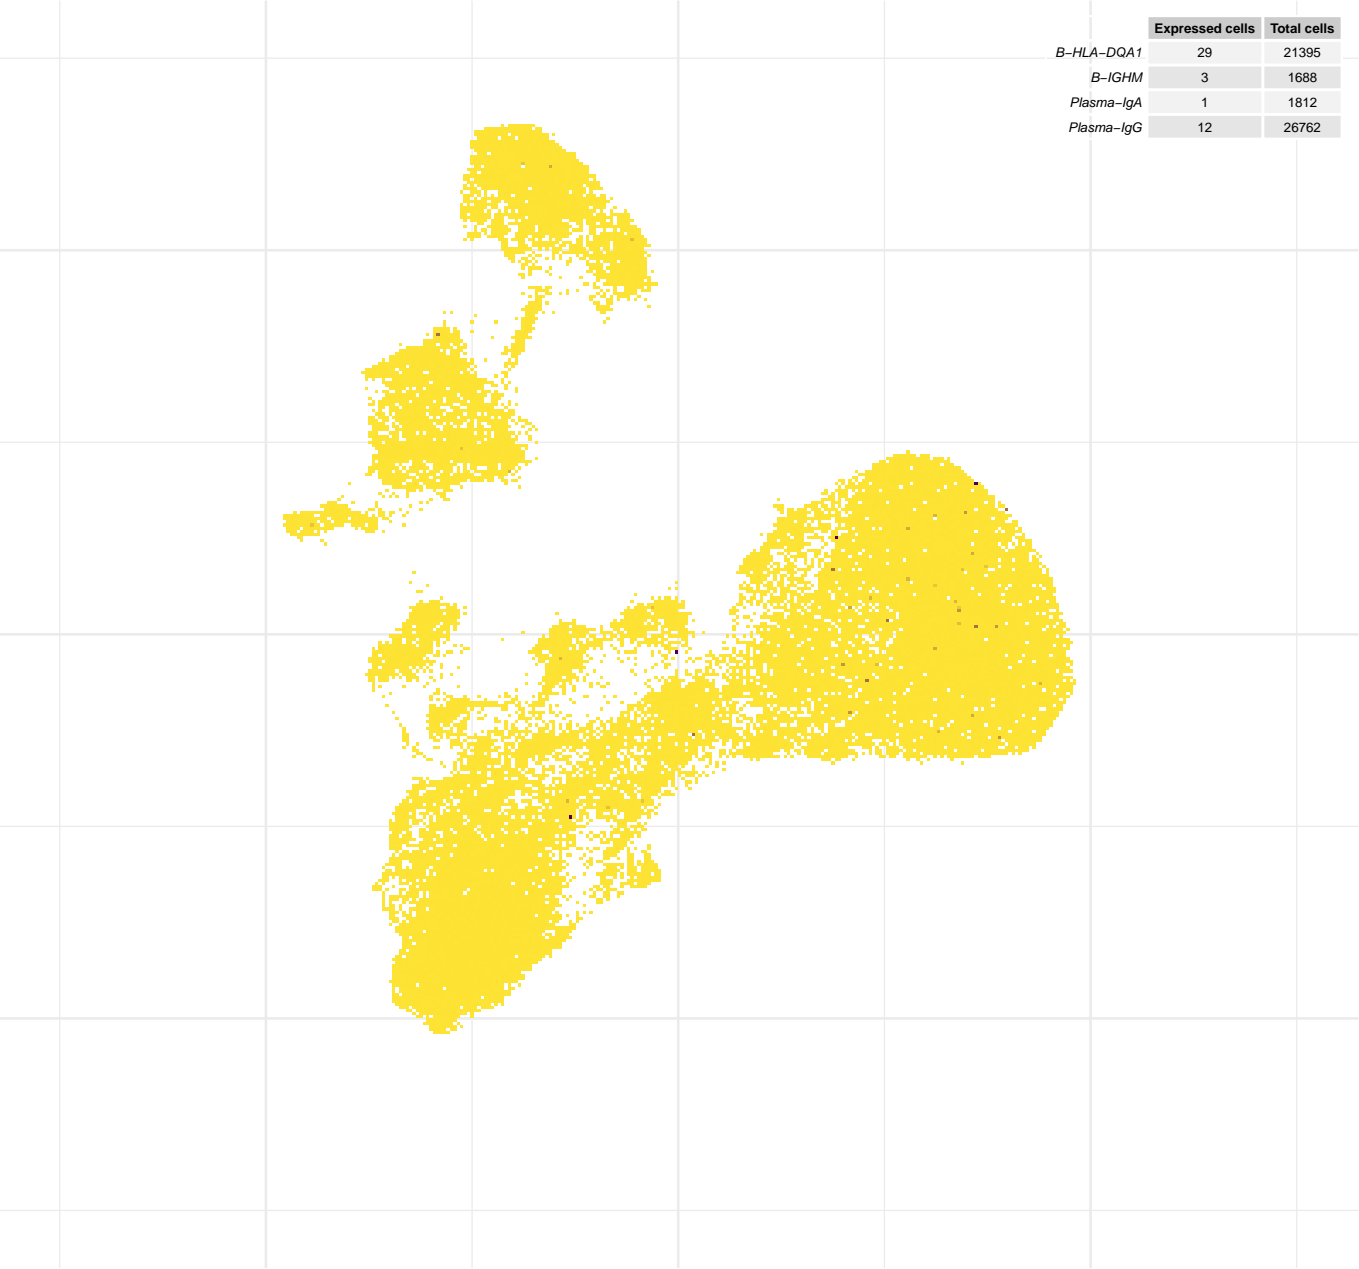 Expressed cells Total cells
B−HLA−DQA1 29 21395
B−IGHM 3 1688
Plasma−IgA 1 1812
Plasma−IgG 12 26762